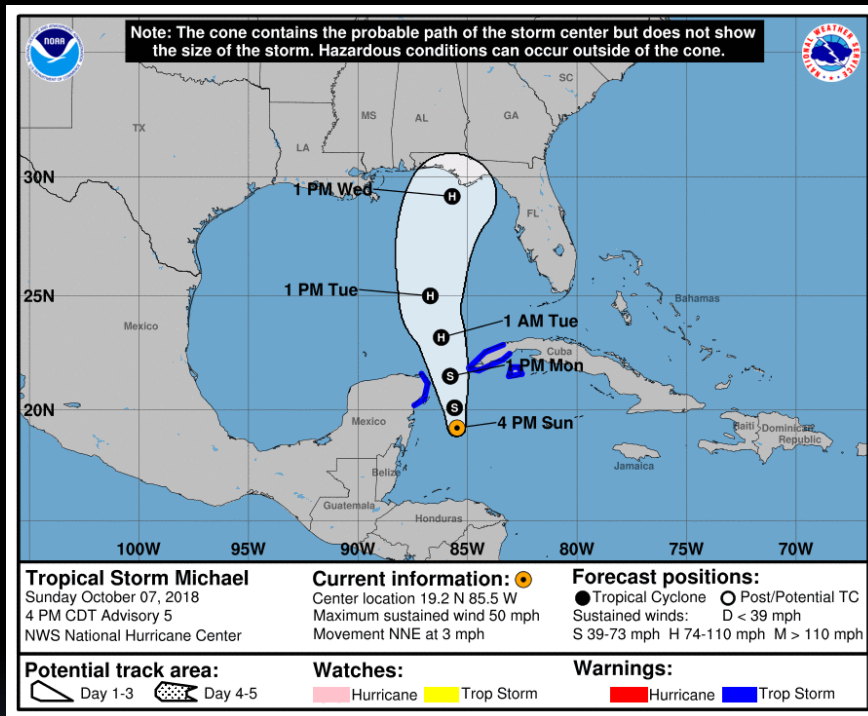 Note: The cone contains the probable path of the storm center but does not show
the size of the storm. Hazardous conditions can occur outside of the cone.
NOAA
NATIONAL WEATHER SERVICE
SC
MS
AL
GA
TX
LA
30N
1 PM Wed
FL
1 PM Tue
25N
Bahamas
1 AM Tue
Mexico
Cuba
1 PM Mon
20N
4 PM Sun
Mexico
Haiti
Dominican
Republic
Jamaica
Belize
Guatemala
Honduras
100W
95W
90W
85W
80W
75W
70W
H
H
H
S
S
Tropical Storm Michael
Sunday October 07, 2018
4 PM CDT Advisory 5
NWS National Hurricane Center
Current information:
Center location 19.2 N 85.5 W
Maximum sustained wind 50 mph
Movement NNE at 3 mph
Forecast positions:
Tropical Cyclone Post/Potential TC
Sustained winds: D < 39 mph
S 39-73 mph H 74-110 mph M > 110 mph
Potential track area:
Day 1-3 Day 4-5
Watches:
Hurricane Trop Storm
Warnings:
Hurricane Trop Storm